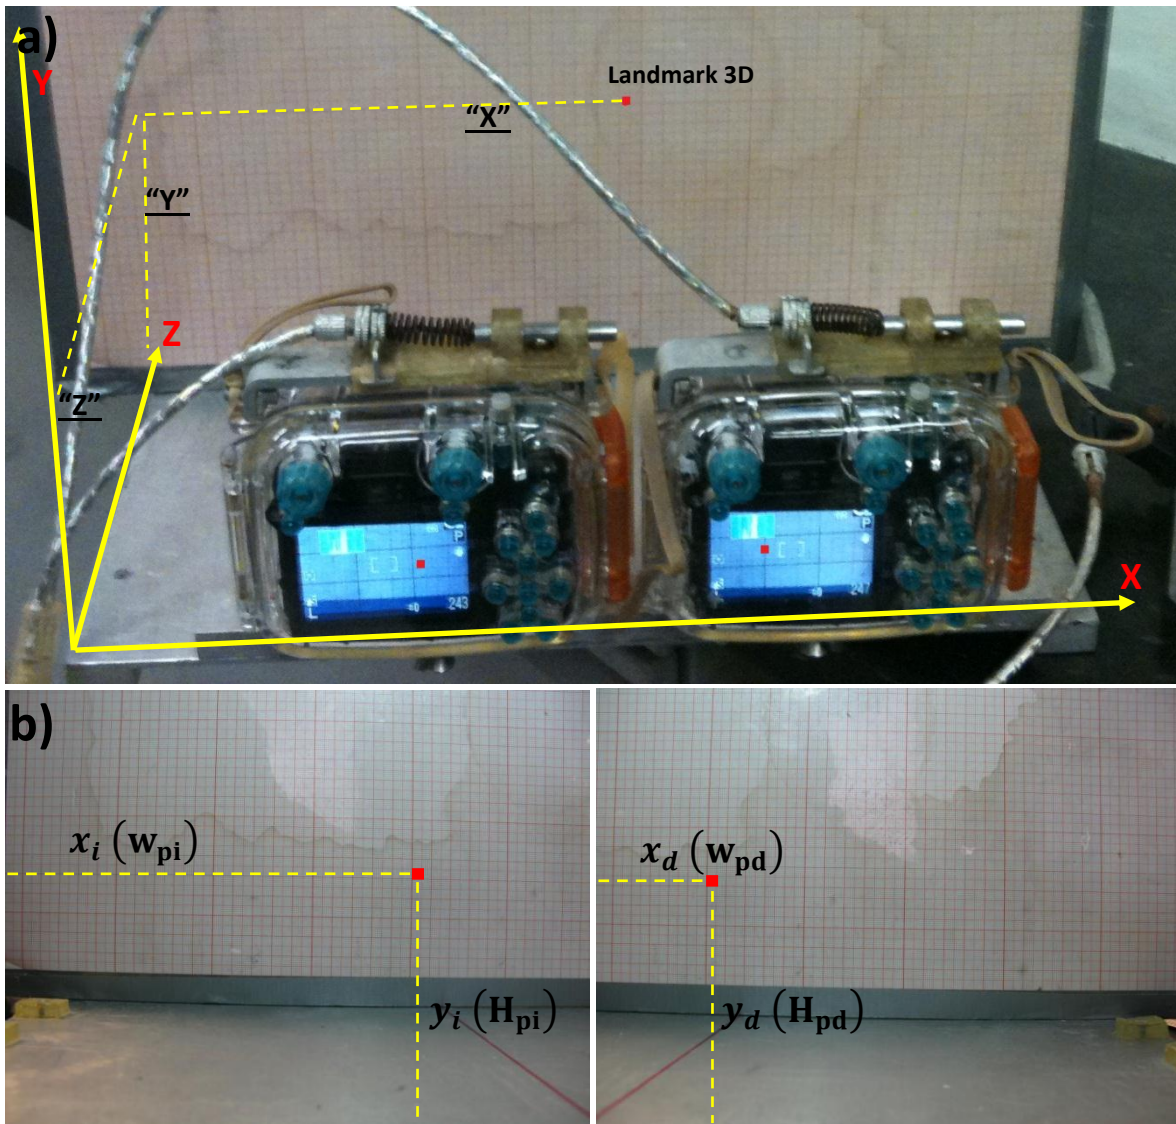 a)
Y
Landmark 3D
“X”
“Y”
Z
“Z”
P
243
L
P
247
X
b)
x_i (w_pi)
x_d (w_pd)
y_i (H_pi)
y_d (H_pd)